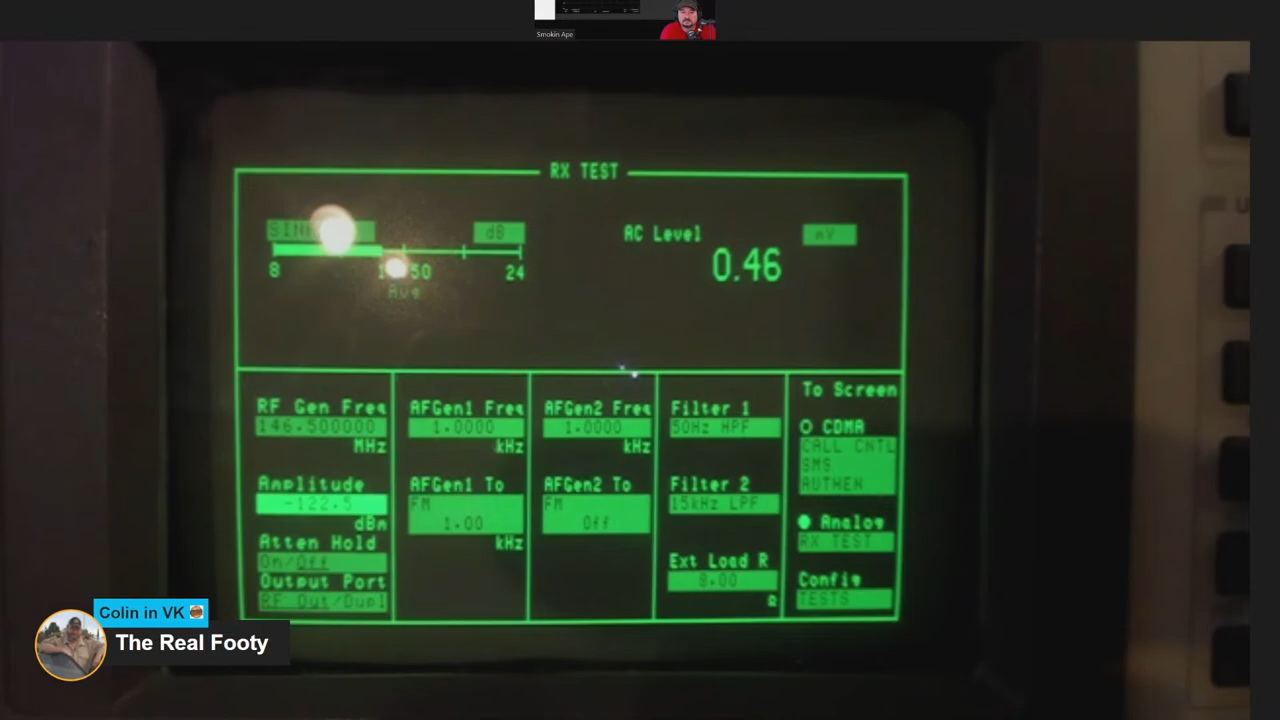 Smokin Ape
RX TEST
dB
AC Level
mV
0.46
8
50
24
Avg
RF Gen Freq
146.500000
MHz
Amplitude
-122.5
dBm
Atten Hold
On/Off
Output Port
RF Out/Dupl
AFGen1 Freq
1.0000
kHz
AFGen1 To
FM
1.00
kHz
AFGen2 Freq
1.0000
kHz
AFGen2 To
FM
Off
Filter 1
50Hz HPF
Filter 2
15kHz LPF
Ext Load R
8.00
Ω
To Screen
CDMA
CALL CNTL
SMS
AUTHEN
Analog
RX TEST
Config
TESTS
Colin in VK
The Real Footy